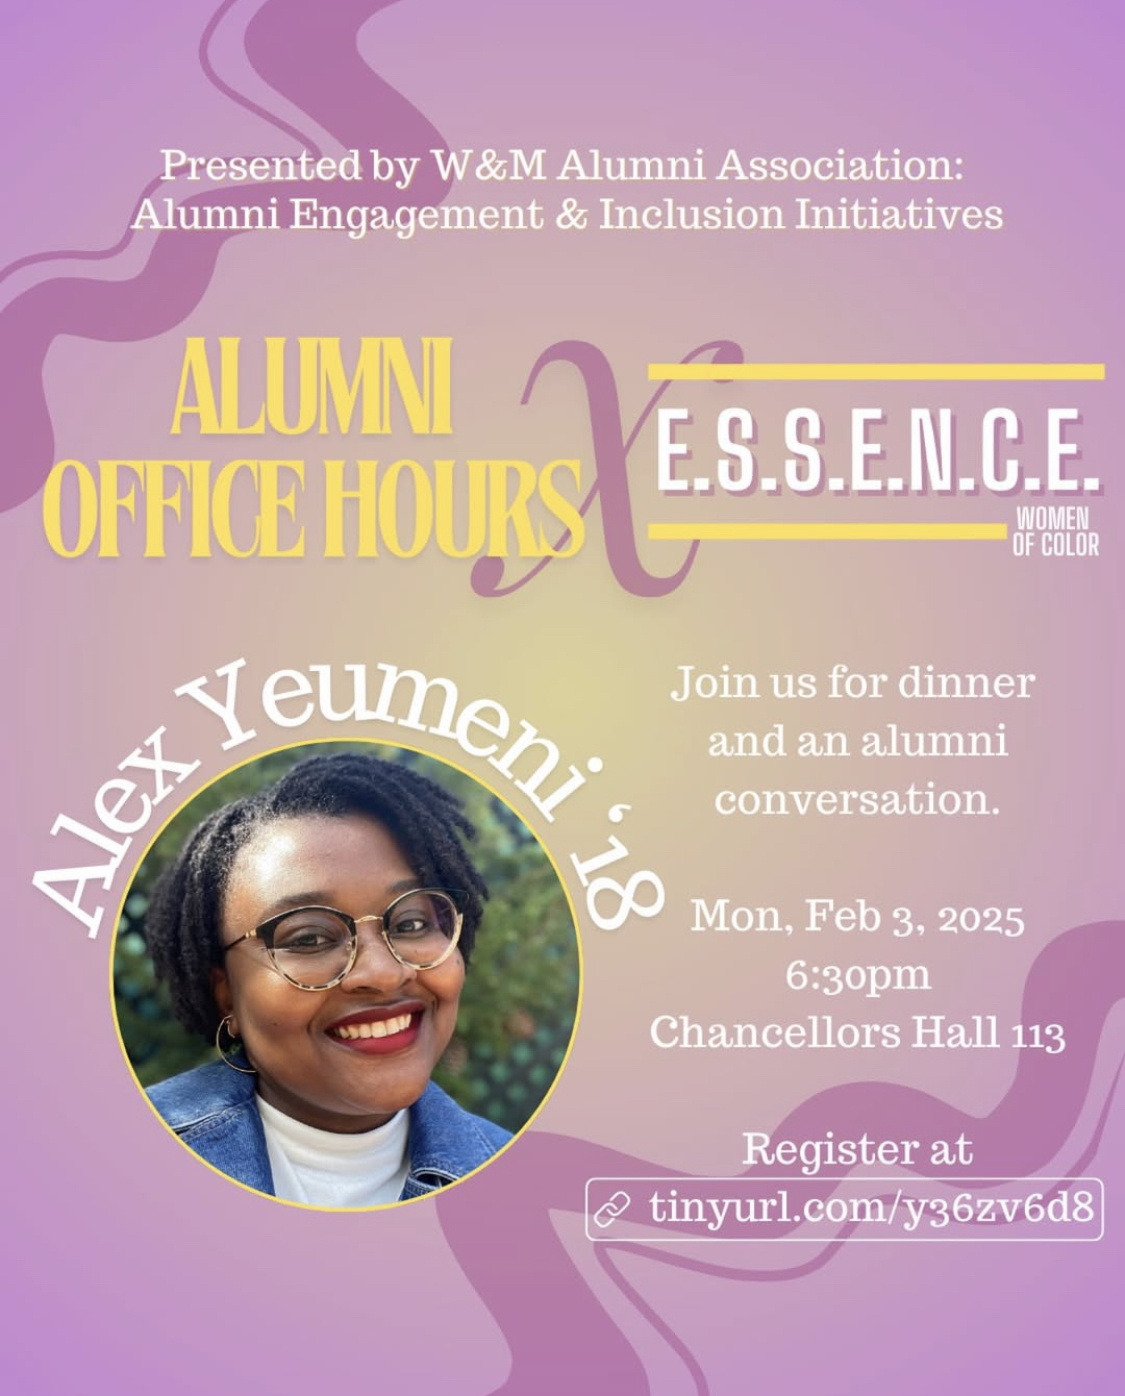 Presented by W&M Alumni Association:
Alumni Engagement & Inclusion Initiatives
ALUMNI
OFFICE HOURS
X
E.S.S.E.N.C.E.
WOMEN
OF COLOR
Alex Yeumeni '18
Join us for dinner
and an alumni
conversation.
Mon, Feb 3, 2025
6:30pm
Chancellors Hall 113
Register at
tinyurl.com/y36zv6d8